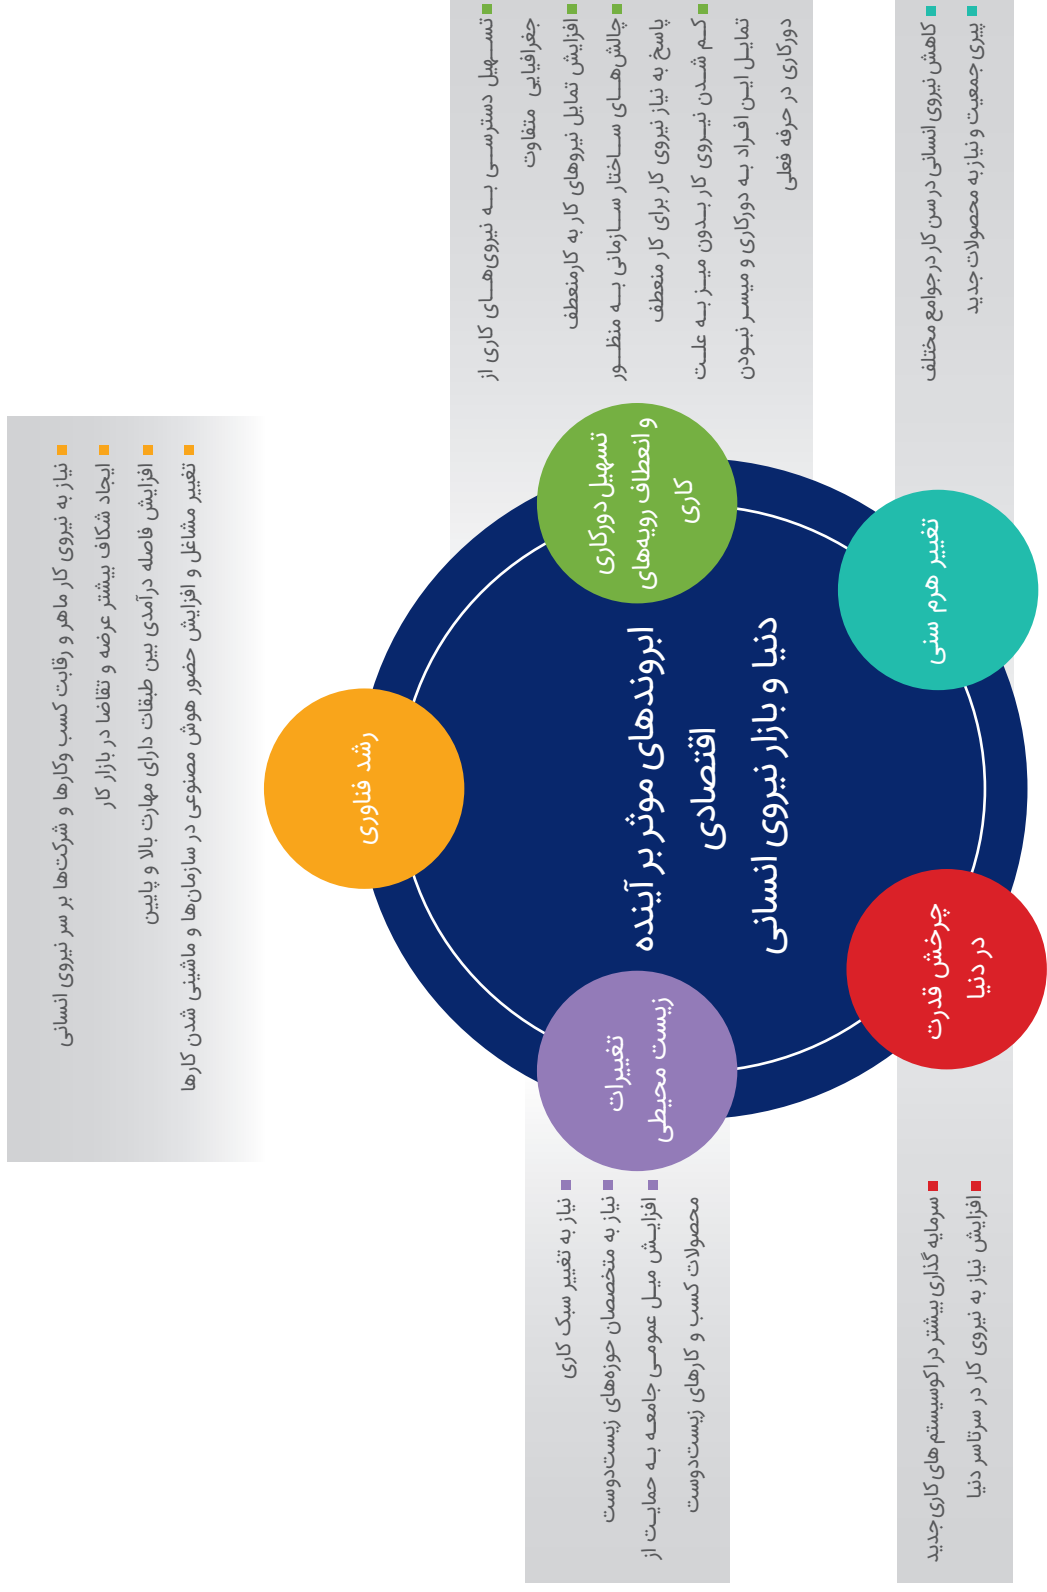 ابروندهای موثر بر آینده
اقتصادی
دنیا و بازار نیروی انسانی
رشد فناوری
نیاز به نیروی کار ماهر و رقابت کسب وکارها و شرکت‌ها بر سر نیروی انسانی
ایجاد شکاف بیشتر عرضه و تقاضا در بازار کار
افزایش فاصله درآمدی بین طبقات دارای مهارت بالا و پایین
تغییر مشاغل و افزایش حضور هوش مصنوعی در سازمان‌ها و ماشینی شدن کارها
تسهیل دورکاری
و انعطاف رویه‌های
کاری
تسهیل دسترسی به نیروی‌های کاری از
جغرافیایی متفاوت
افزایش تمایل نیروهای کار به کارمنعطف
چالش‌های ساختار سازمانی به منظور
پاسخ به نیاز نیروی کار برای کار منعطف
کم شدن نیروی کار بدون میز به علت
تمایل این افراد به دورکاری و میسر نبودن
دورکاری در حرفه فعلی
تغییر هرم سنی
کاهش نیروی انسانی در سن کار در جوامع مختلف
پیری جمعیت و نیاز به محصولات جدید
چرخش قدرت
در دنیا
سرمایه گذاری بیشتر در اکوسیستم های کاری جدید
افزایش نیاز به نیروی کار در سرتاسر دنیا
تغییرات
زیست محیطی
نیاز به تغییر سبک کاری
نیاز به متخصصان حوزه‌های زیست‌دوست
افزایش میل عمومی جامعه به حمایت از
محصولات کسب و کارهای زیست‌دوست